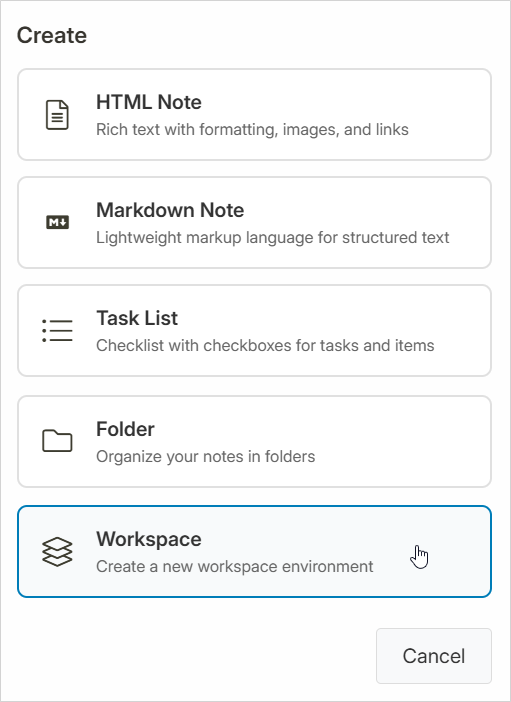 Create
HTML Note
Rich text with formatting, images, and links
M↓
Markdown Note
Lightweight markup language for structured text
Task List
Checklist with checkboxes for tasks and items
Folder
Organize your notes in folders
Workspace
Create a new workspace environment
Cancel